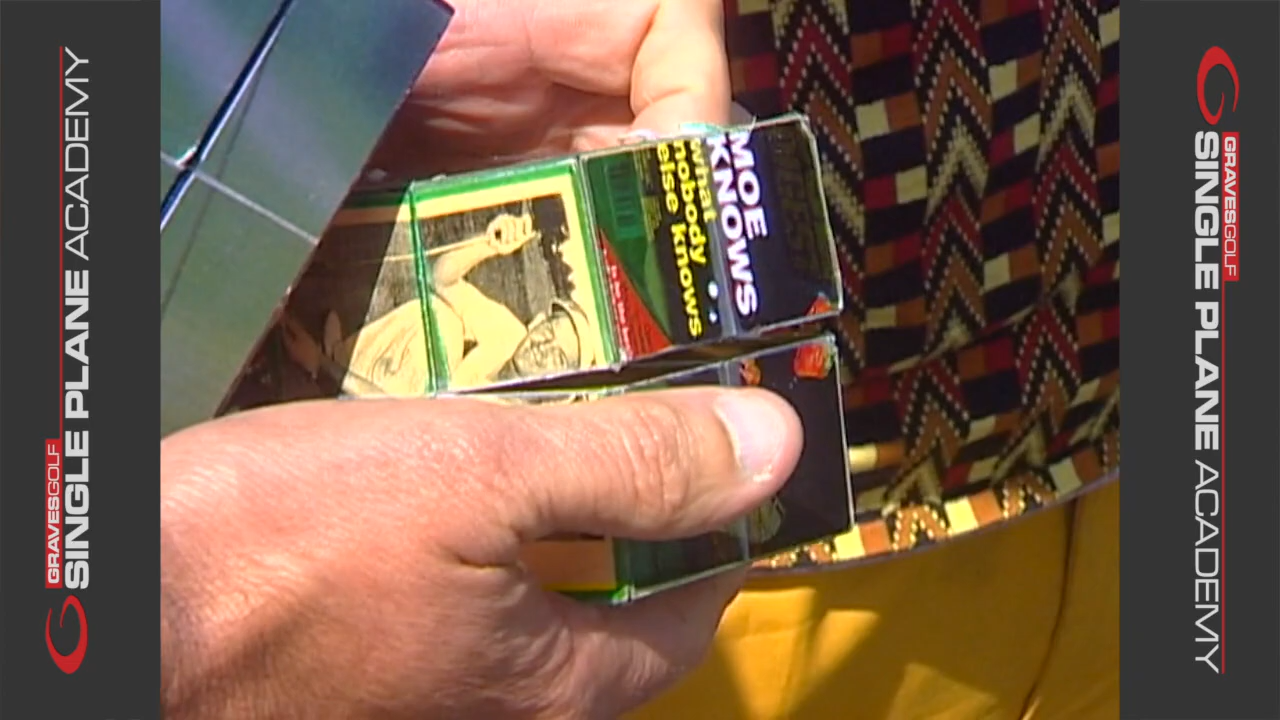 GRAVESGOLF
SINGLE PLANE ACADEMY
MOE
KNOWS
what
nobody
else knows
GRAVESGOLF
SINGLE PLANE ACADEMY